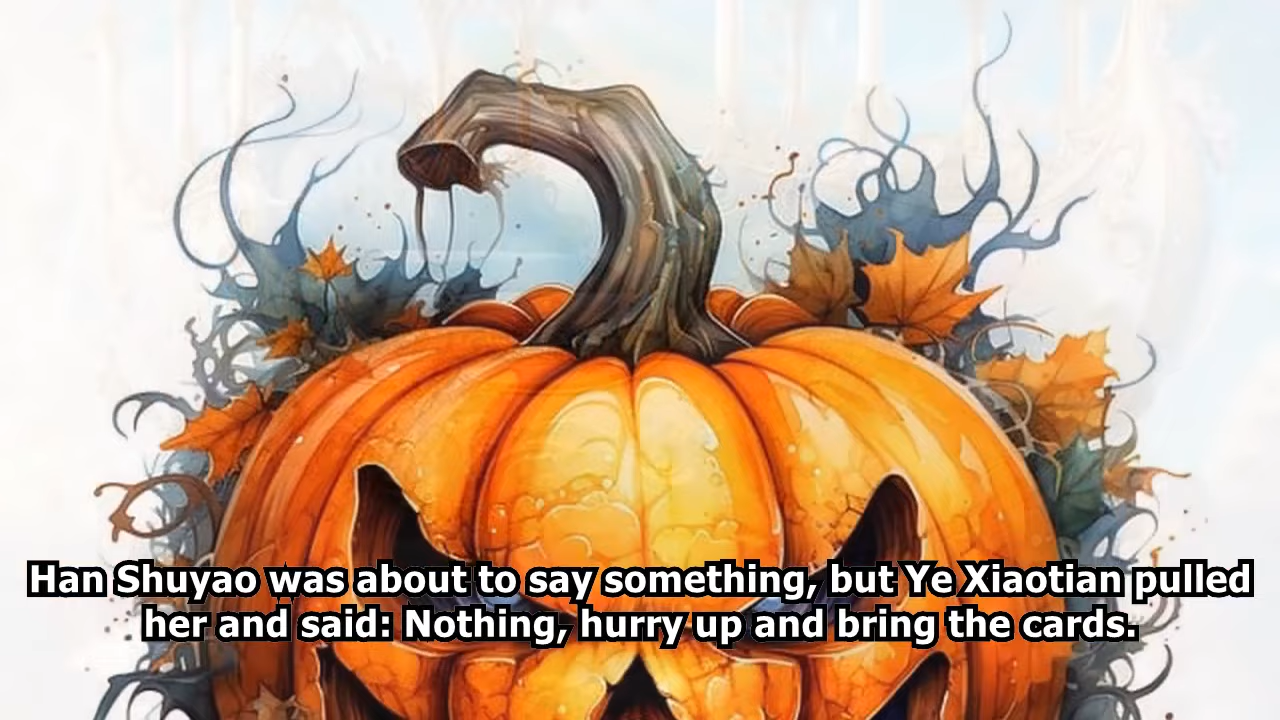 Han Shuyao was about to say something, but Ye Xiaotian pulled
her and said: Nothing, hurry up and bring the cards.